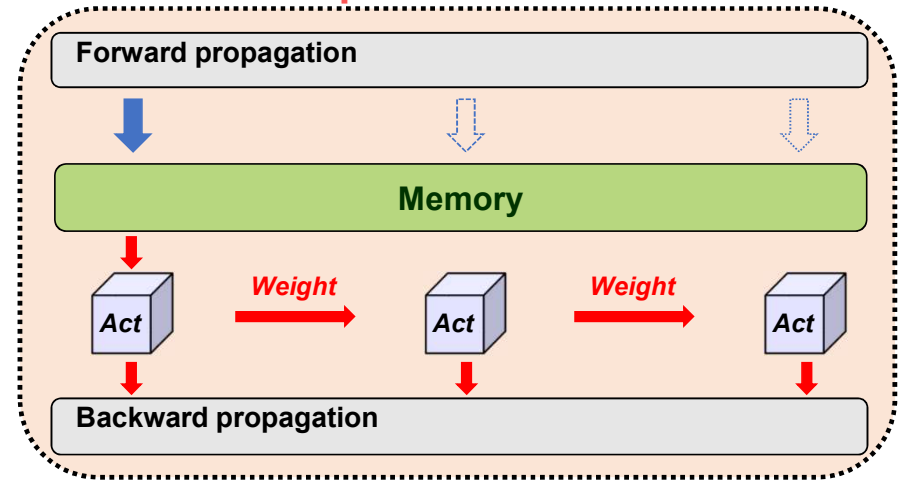 Forward propagation
Memory
Weight
Weight
Act
Act
Act
Backward propagation